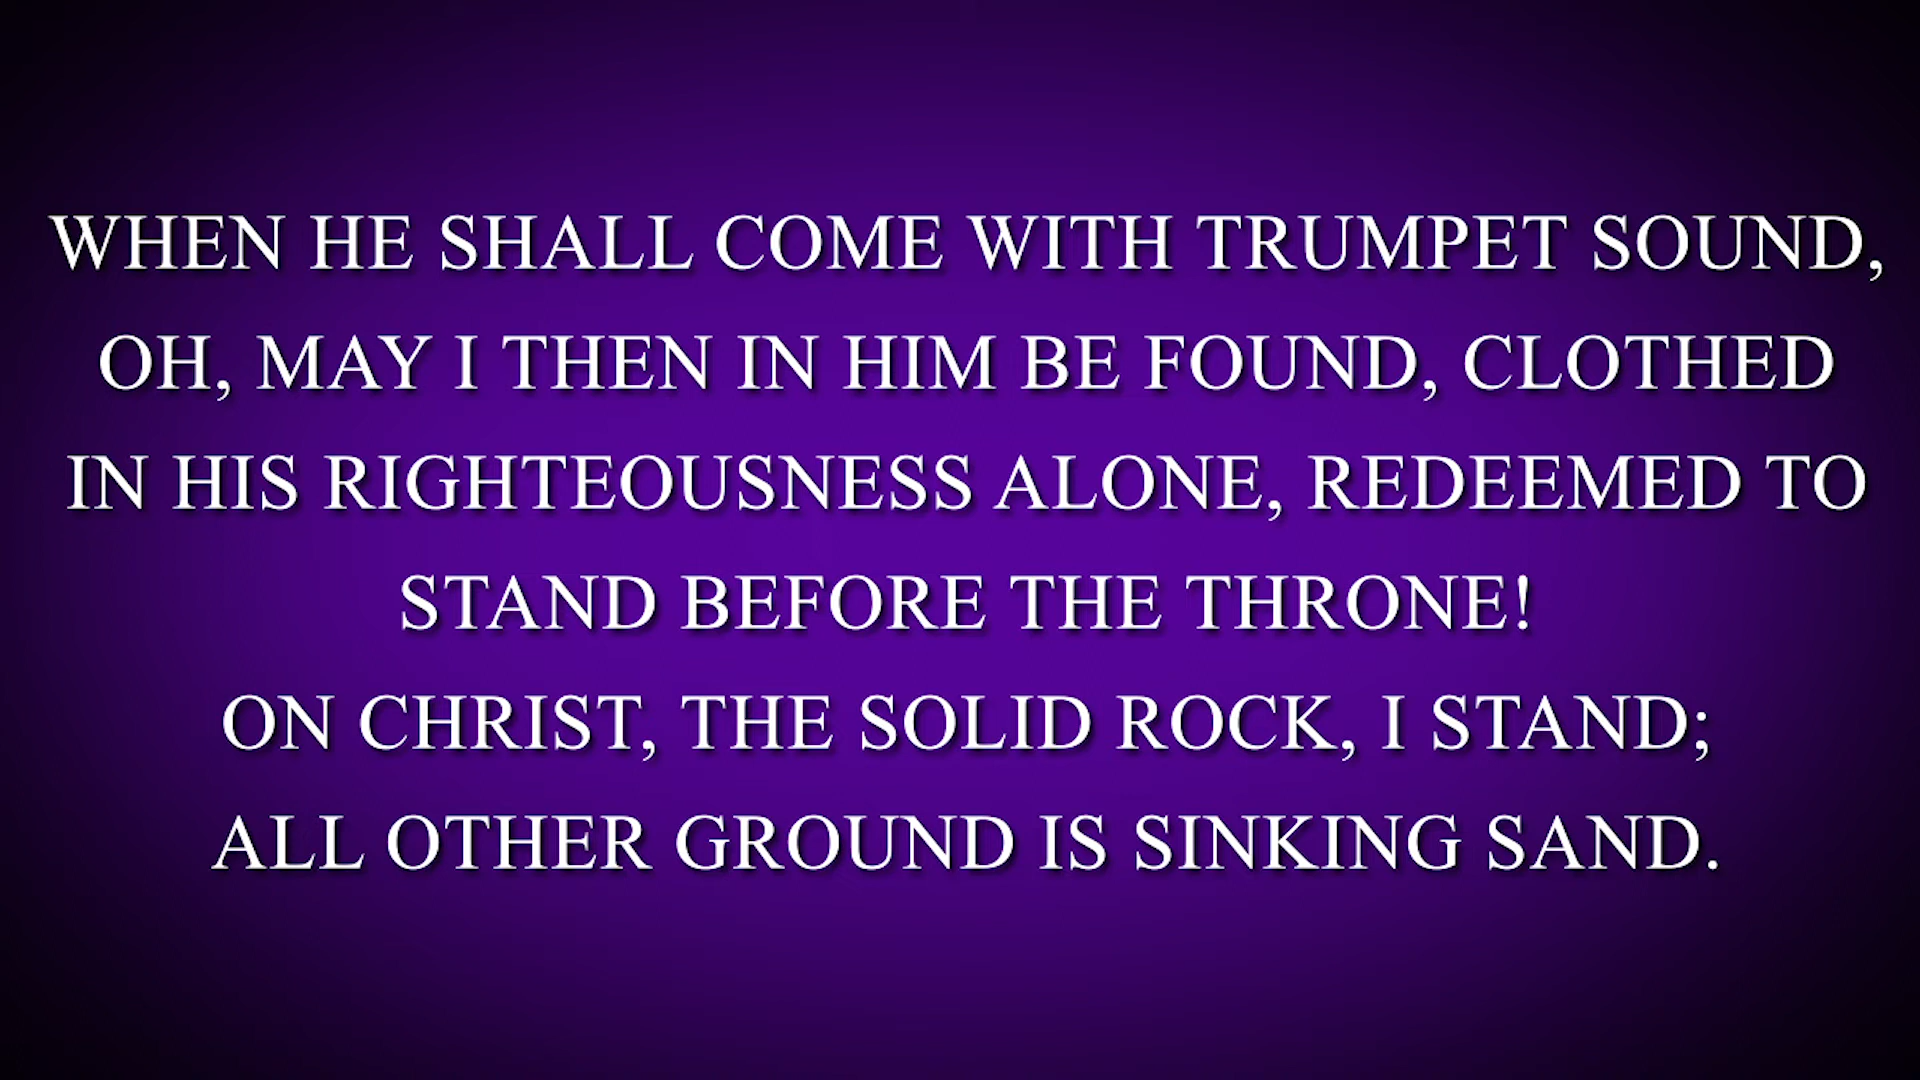 WHEN HE SHALL COME WITH TRUMPET SOUND,
OH, MAY I THEN IN HIM BE FOUND, CLOTHED
IN HIS RIGHTEOUSNESS ALONE, REDEEMED TO
STAND BEFORE THE THRONE!
ON CHRIST, THE SOLID ROCK, I STAND;
ALL OTHER GROUND IS SINKING SAND.